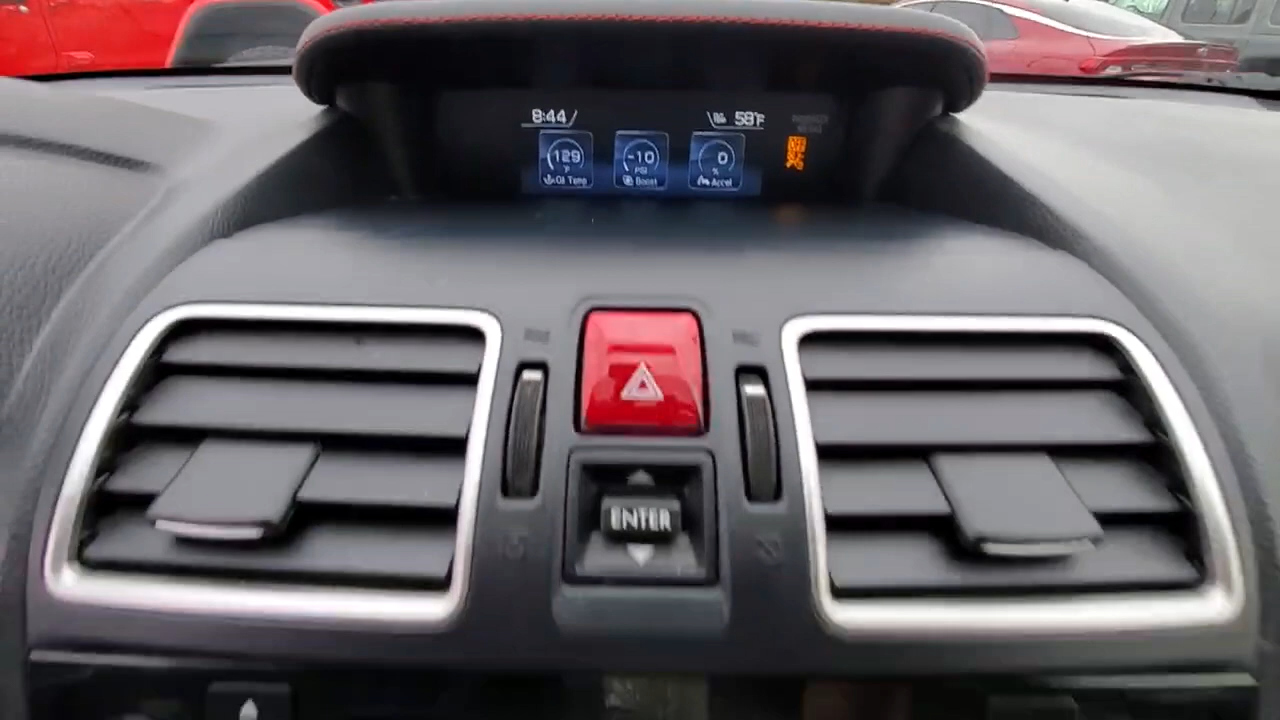 8:44
58°F
129
-10
0
°F
PSI
%
Oil Temp
Boost
Accel
ENTER